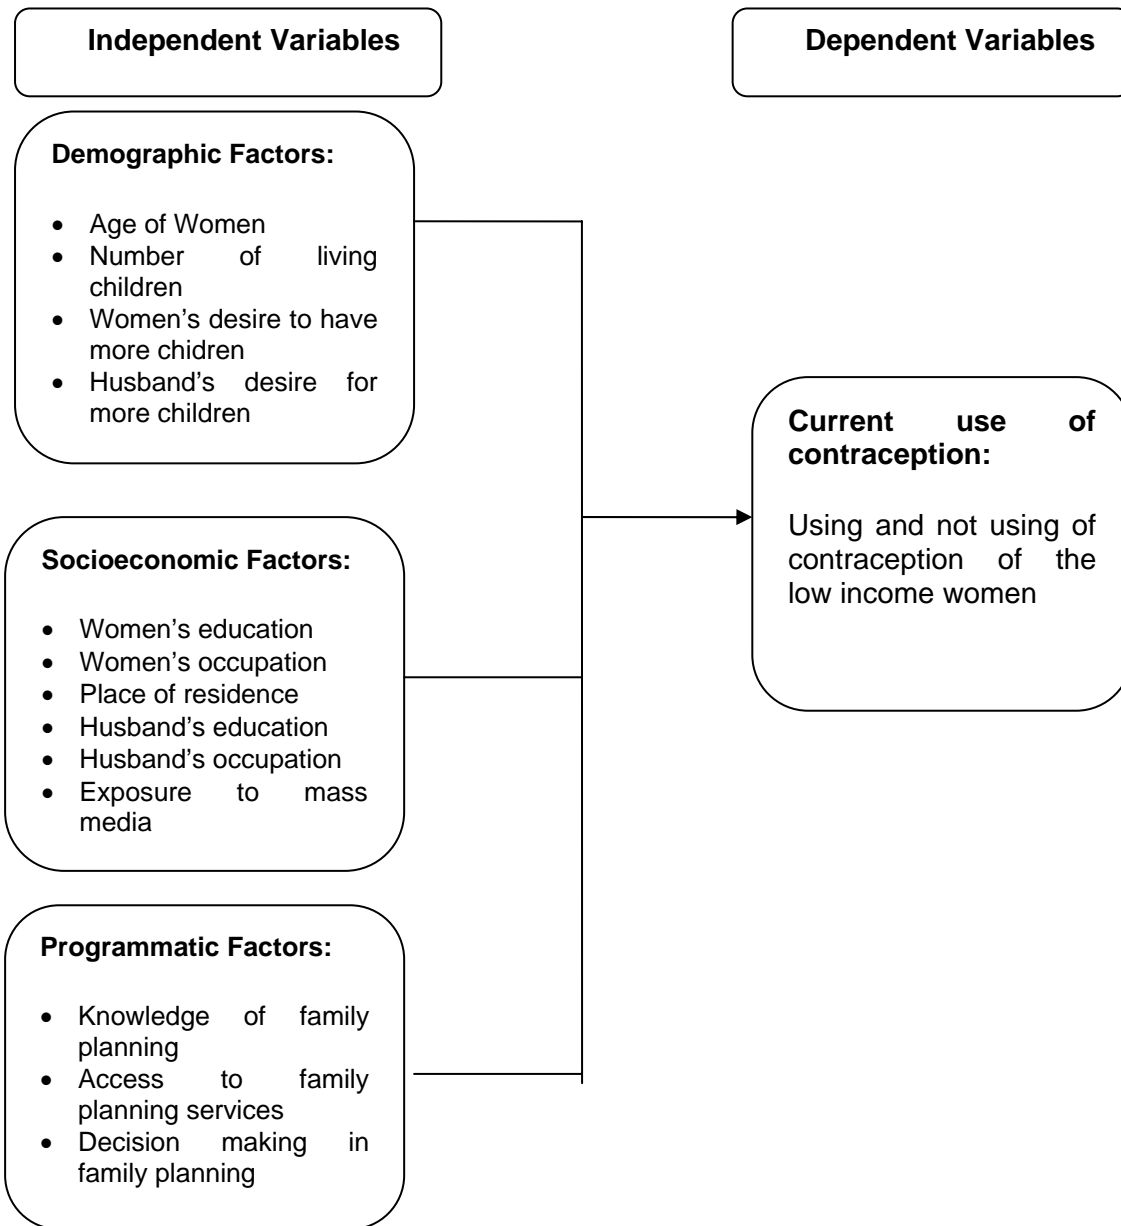 Independent Variables
Dependent Variables
Demographic Factors:
• Age of Women
• Number of living
children
• Women’s desire to have
more chidren
• Husband’s desire for
more children
Socioeconomic Factors:
• Women’s education
• Women’s occupation
• Place of residence
• Husband’s education
• Husband’s occupation
• Exposure to mass
media
Programmatic Factors:
• Knowledge of family
planning
• Access to family
planning services
• Decision making in
family planning
Current use of
contraception:
Using and not using of
contraception of the
low income women